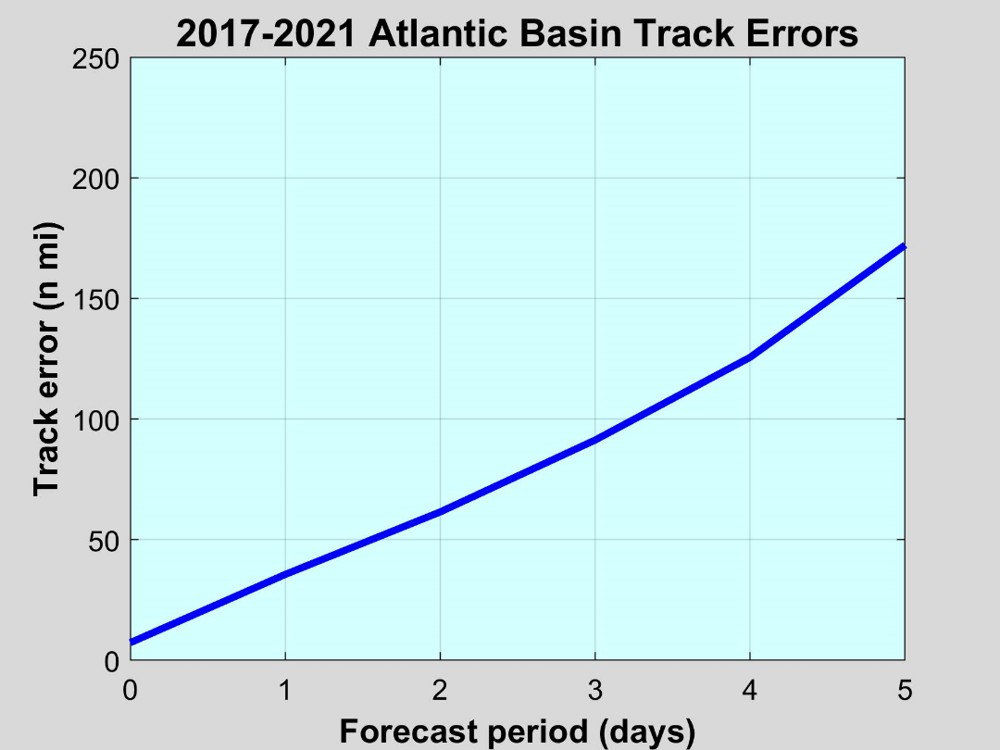 2017-2021 Atlantic Basin Track Errors
250
200
150
100
50
0
Track error (n mi)
0 1 2 3 4 5
Forecast period (days)